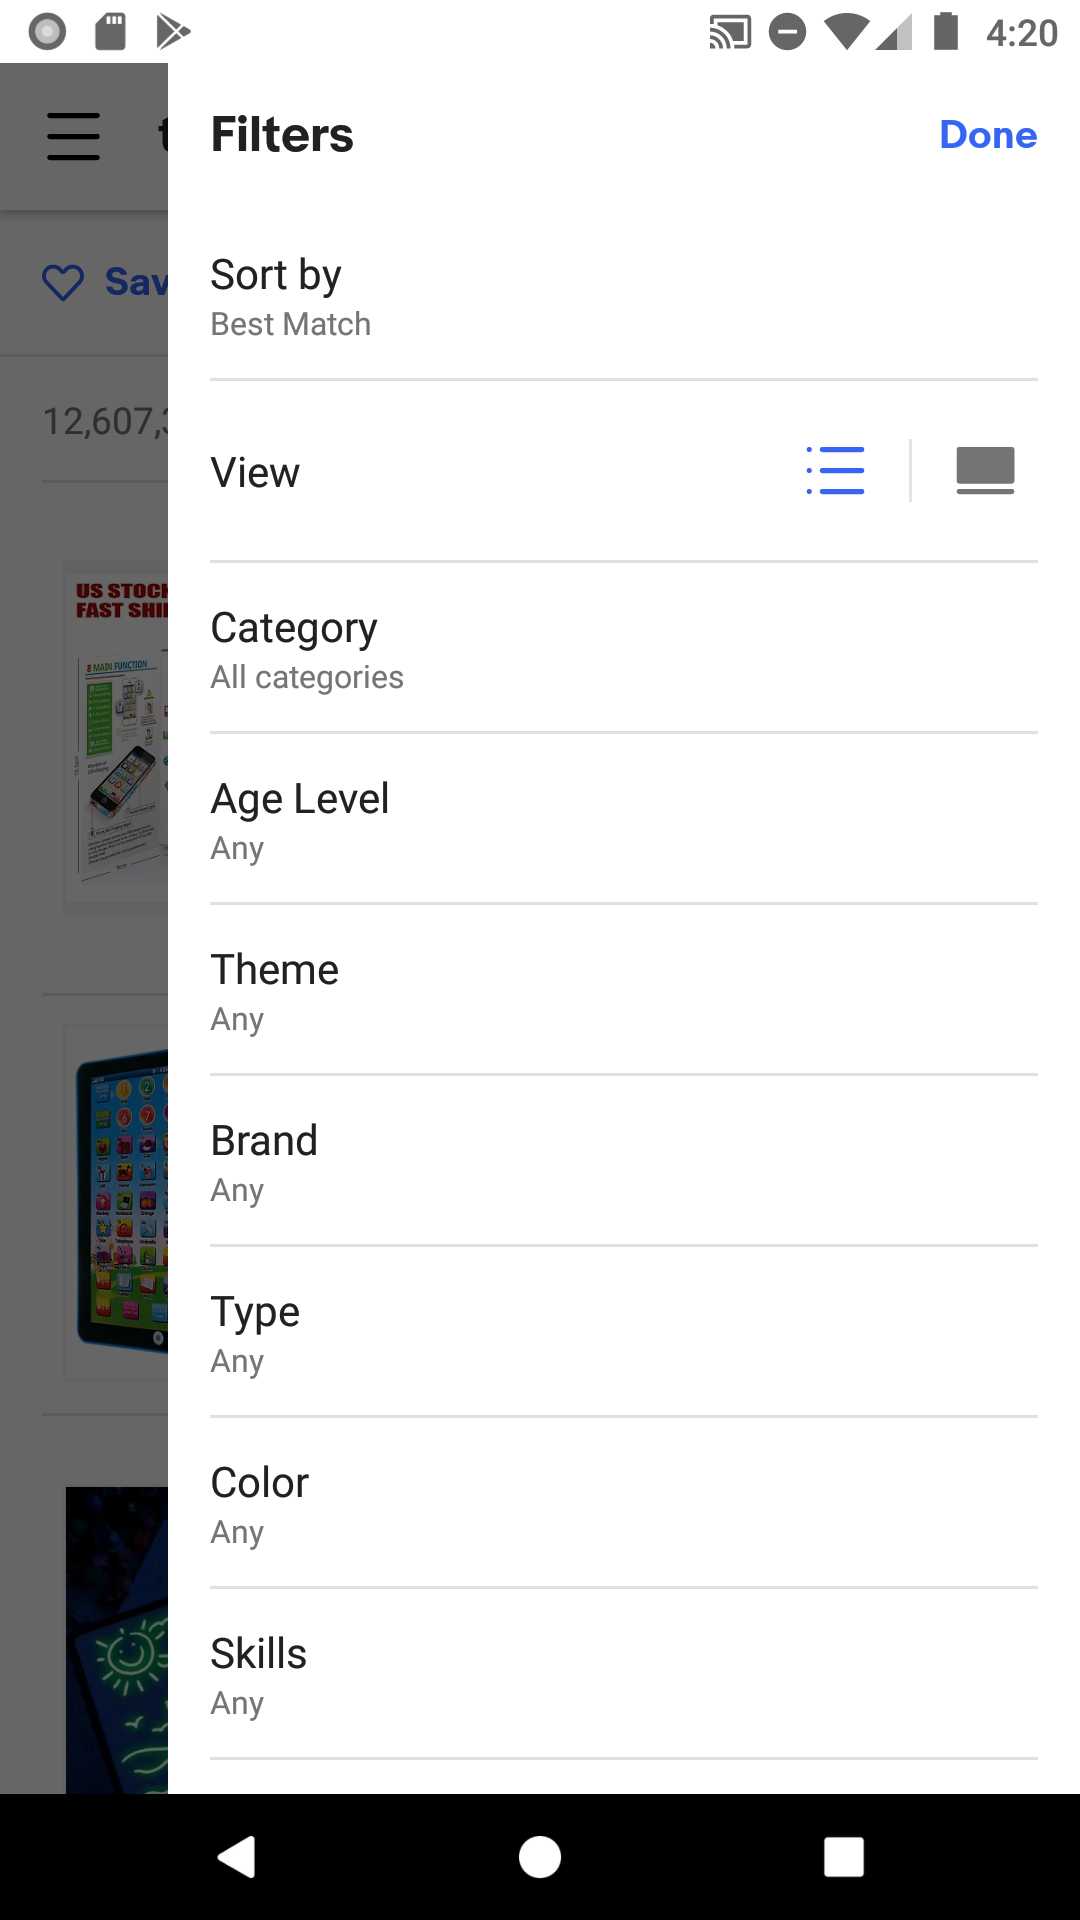 4:20
Filters
Done
Sort by
Best Match
Sav
12,607,3
View
US STOCK
FAST SHI
8 MAIN FUNCTION
Category
All categories
Age Level
Any
Theme
Any
Brand
Any
Type
Any
Color
Any
Skills
Any